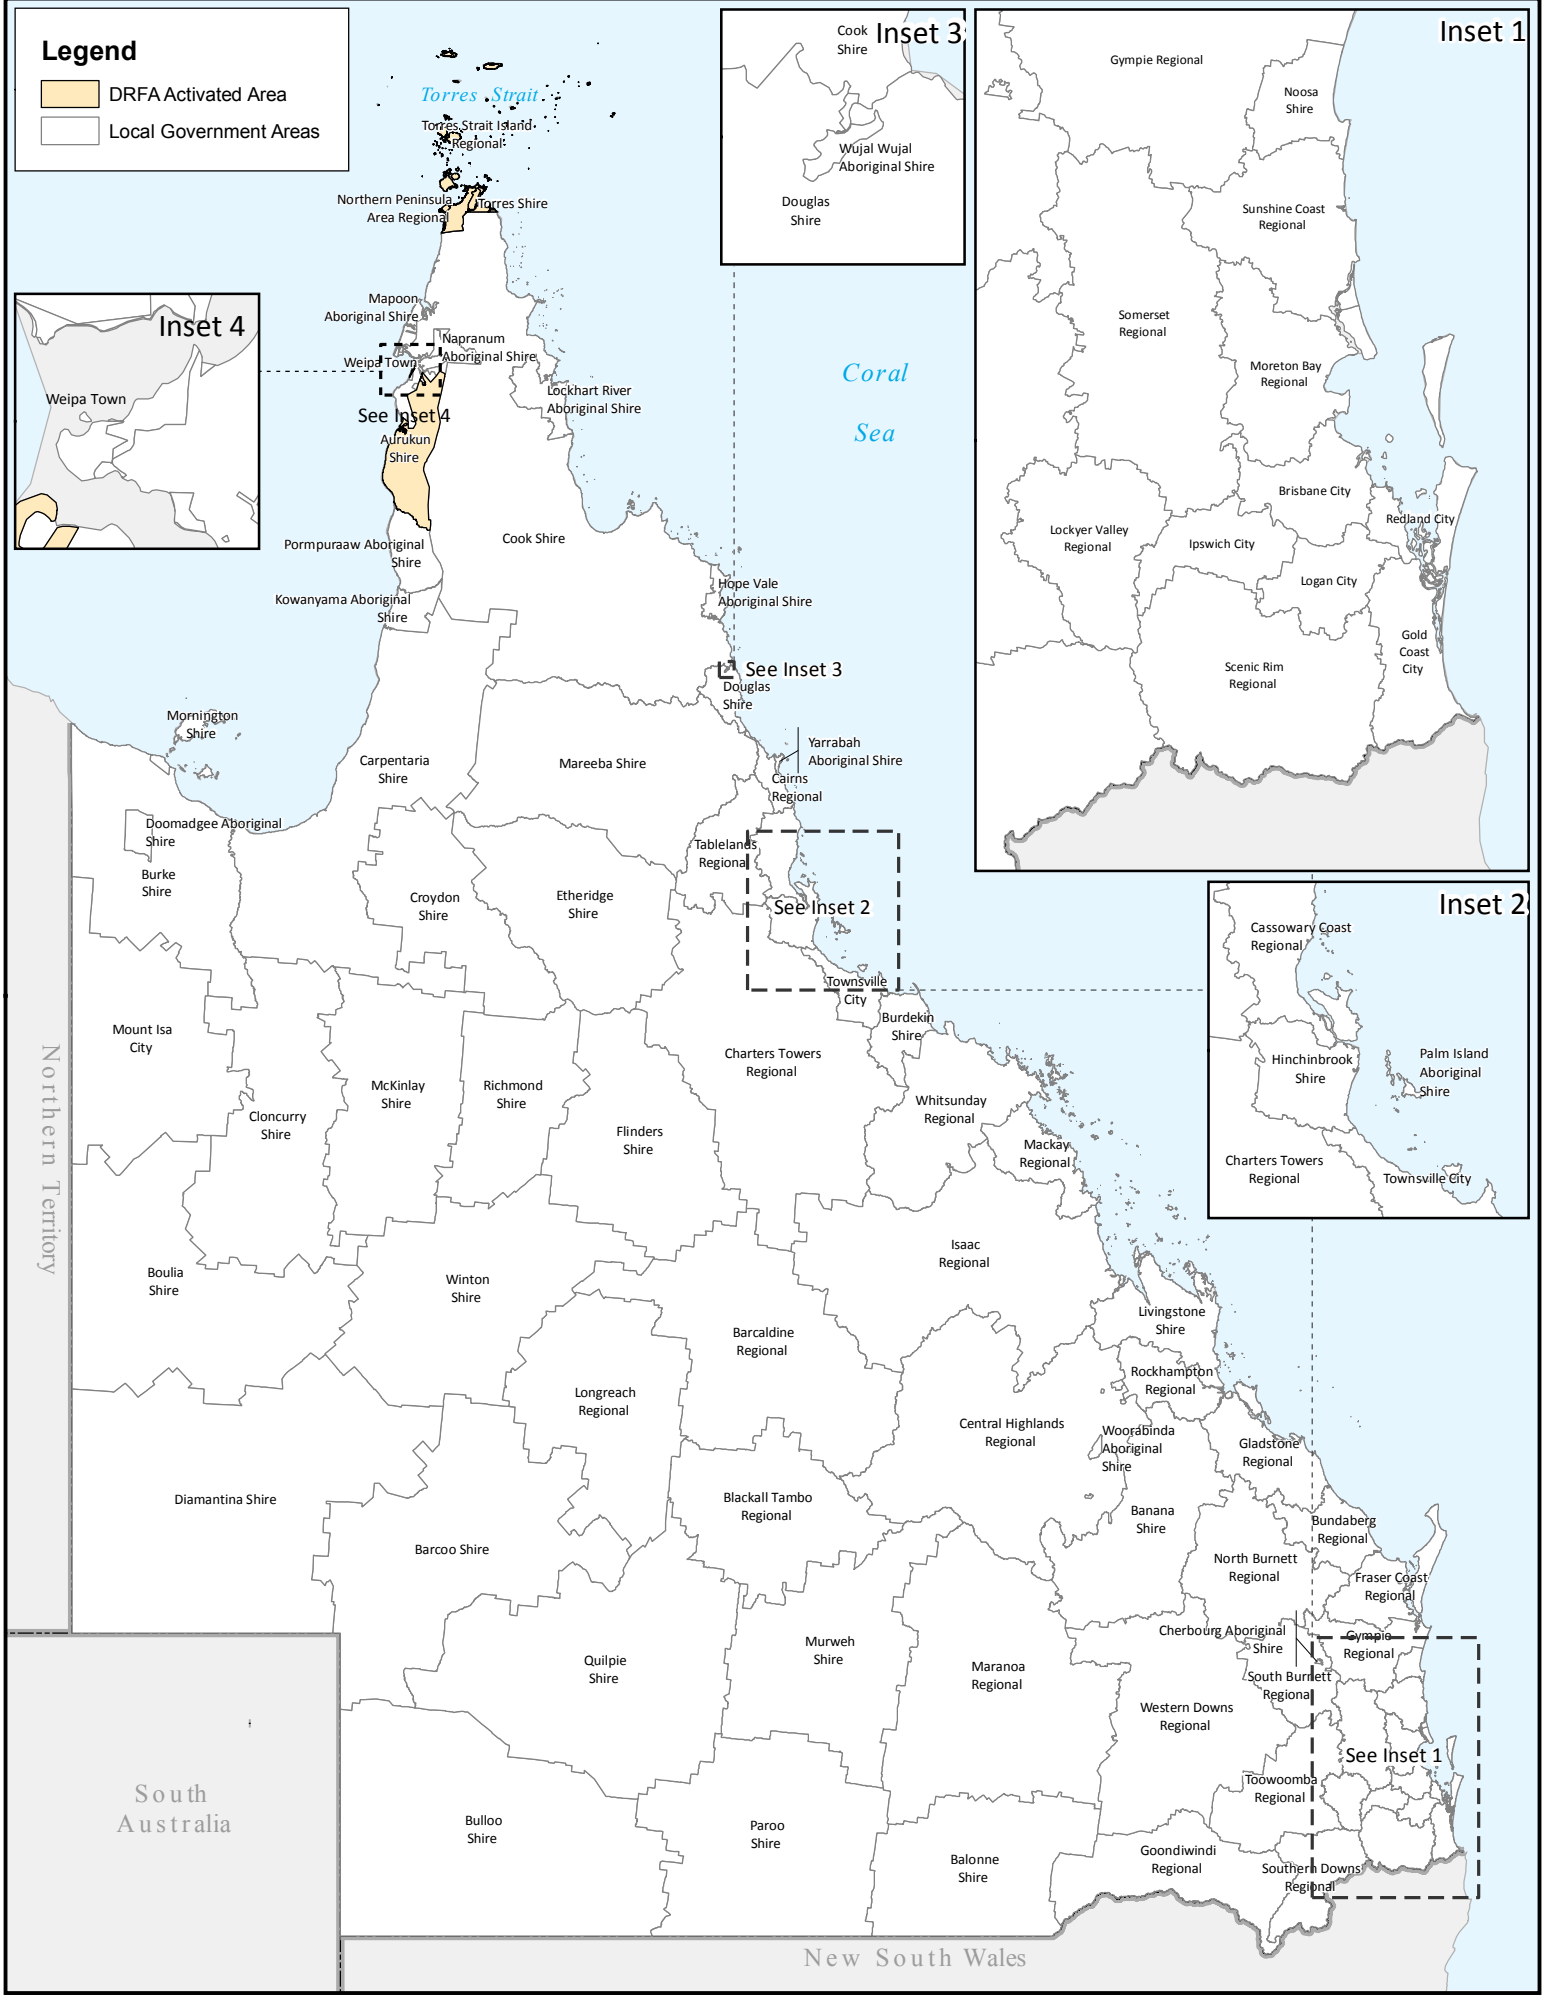 Legend
DRFA Activated Area
Local Government Areas
Torres Strait
Torres Strait Island
Regional
Northern Peninsula
Area Regional
Torres Shire
Mapoon
Aboriginal Shire
Napranum
Aboriginal Shire
Weipa Town
See Inset 4
Aurukun
Shire
Lockhart River
Aboriginal Shire
Coral
Sea
Inset 4
Weipa Town
Inset 3
Cook
Shire
Wujal Wujal
Aboriginal Shire
Douglas
Shire
Inset 1
Gympie Regional
Noosa
Shire
Sunshine Coast
Regional
Somerset
Regional
Moreton Bay
Regional
Brisbane City
Redland City
Lockyer Valley
Regional
Ipswich City
Logan City
Gold
Coast
City
Scenic Rim
Regional
Pormpuraaw Aboriginal
Shire
Cook Shire
Kowanyama Aboriginal
Shire
Hope Vale
Aboriginal Shire
See Inset 3
Douglas
Shire
Mornington
Shire
Carpentaria
Shire
Mareeba Shire
Yarrabah
Aboriginal Shire
Cairns
Regional
Doomadgee Aboriginal
Shire
Burke
Shire
Tablelands
Regional
Croydon
Shire
Etheridge
Shire
See Inset 2
Townsville
City
Burdekin
Shire
Inset 2
Cassowary Coast
Regional
Hinchinbrook
Shire
Palm Island
Aboriginal
Shire
Charters Towers
Regional
Townsville City
Northern Territory
Mount Isa
City
Cloncurry
Shire
McKinlay
Shire
Richmond
Shire
Flinders
Shire
Charters Towers
Regional
Whitsunday
Regional
Mackay
Regional
Boulia
Shire
Winton
Shire
Isaac
Regional
Livingstone
Shire
Barcaldine
Regional
Rockhampton
Regional
Longreach
Regional
Central Highlands
Regional
Woorabinda
Aboriginal
Shire
Gladstone
Regional
Diamantina Shire
Blackall Tambo
Regional
Banana
Shire
Bundaberg
Regional
Barcoo Shire
North Burnett
Regional
Fraser Coast
Regional
Cherbourg Aboriginal
Shire
Gympie
Regional
Quilpie
Shire
Murweh
Shire
Maranoa
Regional
South Burnett
Regional
Western Downs
Regional
See Inset 1
Toowoomba
Regional
South
Australia
Bulloo
Shire
Paroo
Shire
Balonne
Shire
Goondiwindi
Regional
Southern Downs
Regional
New South Wales